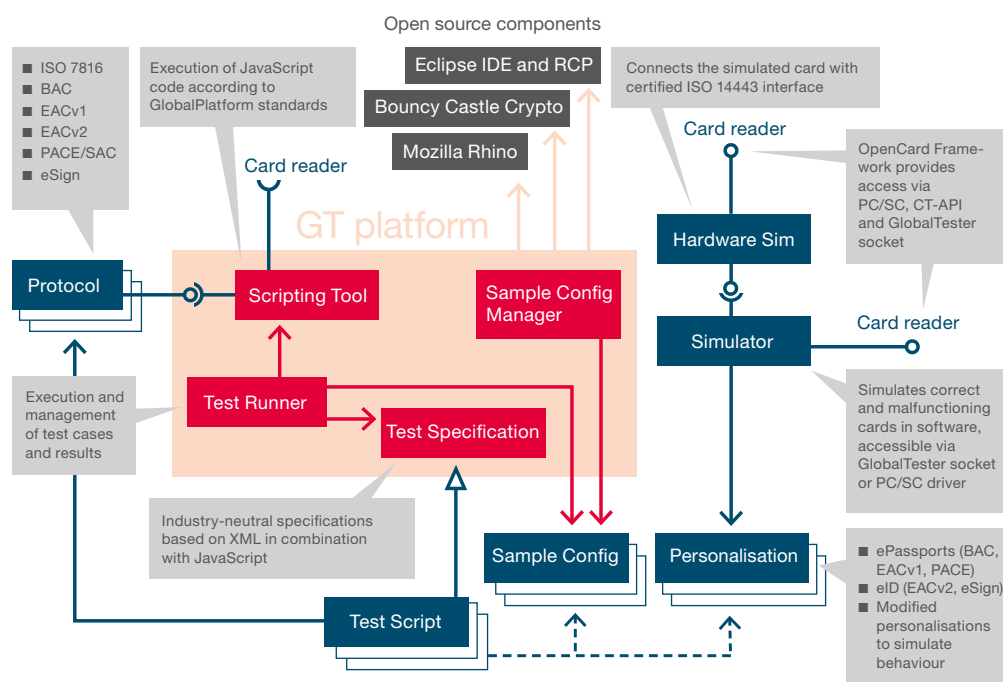 Open source components
Eclipse IDE and RCP
Bouncy Castle Crypto
Mozilla Rhino
■ ISO 7816
■ BAC
■ EACv1
■ EACv2
■ PACE/SAC
■ eSign
Execution of JavaScript
code according to
GlobalPlatform standards
Connects the simulated card with
certified ISO 14443 interface
Card reader
Card reader
OpenCard Frame-
work provides
access via
PC/SC, CT-API
and GlobalTester
socket
GT platform
Hardware Sim
Protocol
Scripting Tool
Sample Config
Manager
Simulator
Card reader
Execution and
management
of test cases
and results
Test Runner
Test Specification
Simulates correct
and malfunctioning
cards in software,
accessible via
GlobalTester socket
or PC/SC driver
Industry-neutral specifications
based on XML in combination
with JavaScript
Sample Config
Personalisation
■ ePassports (BAC,
EACv1, PACE)
■ eID (EACv2, eSign)
■ Modified
personalisations
to simulate
behaviour
Test Script